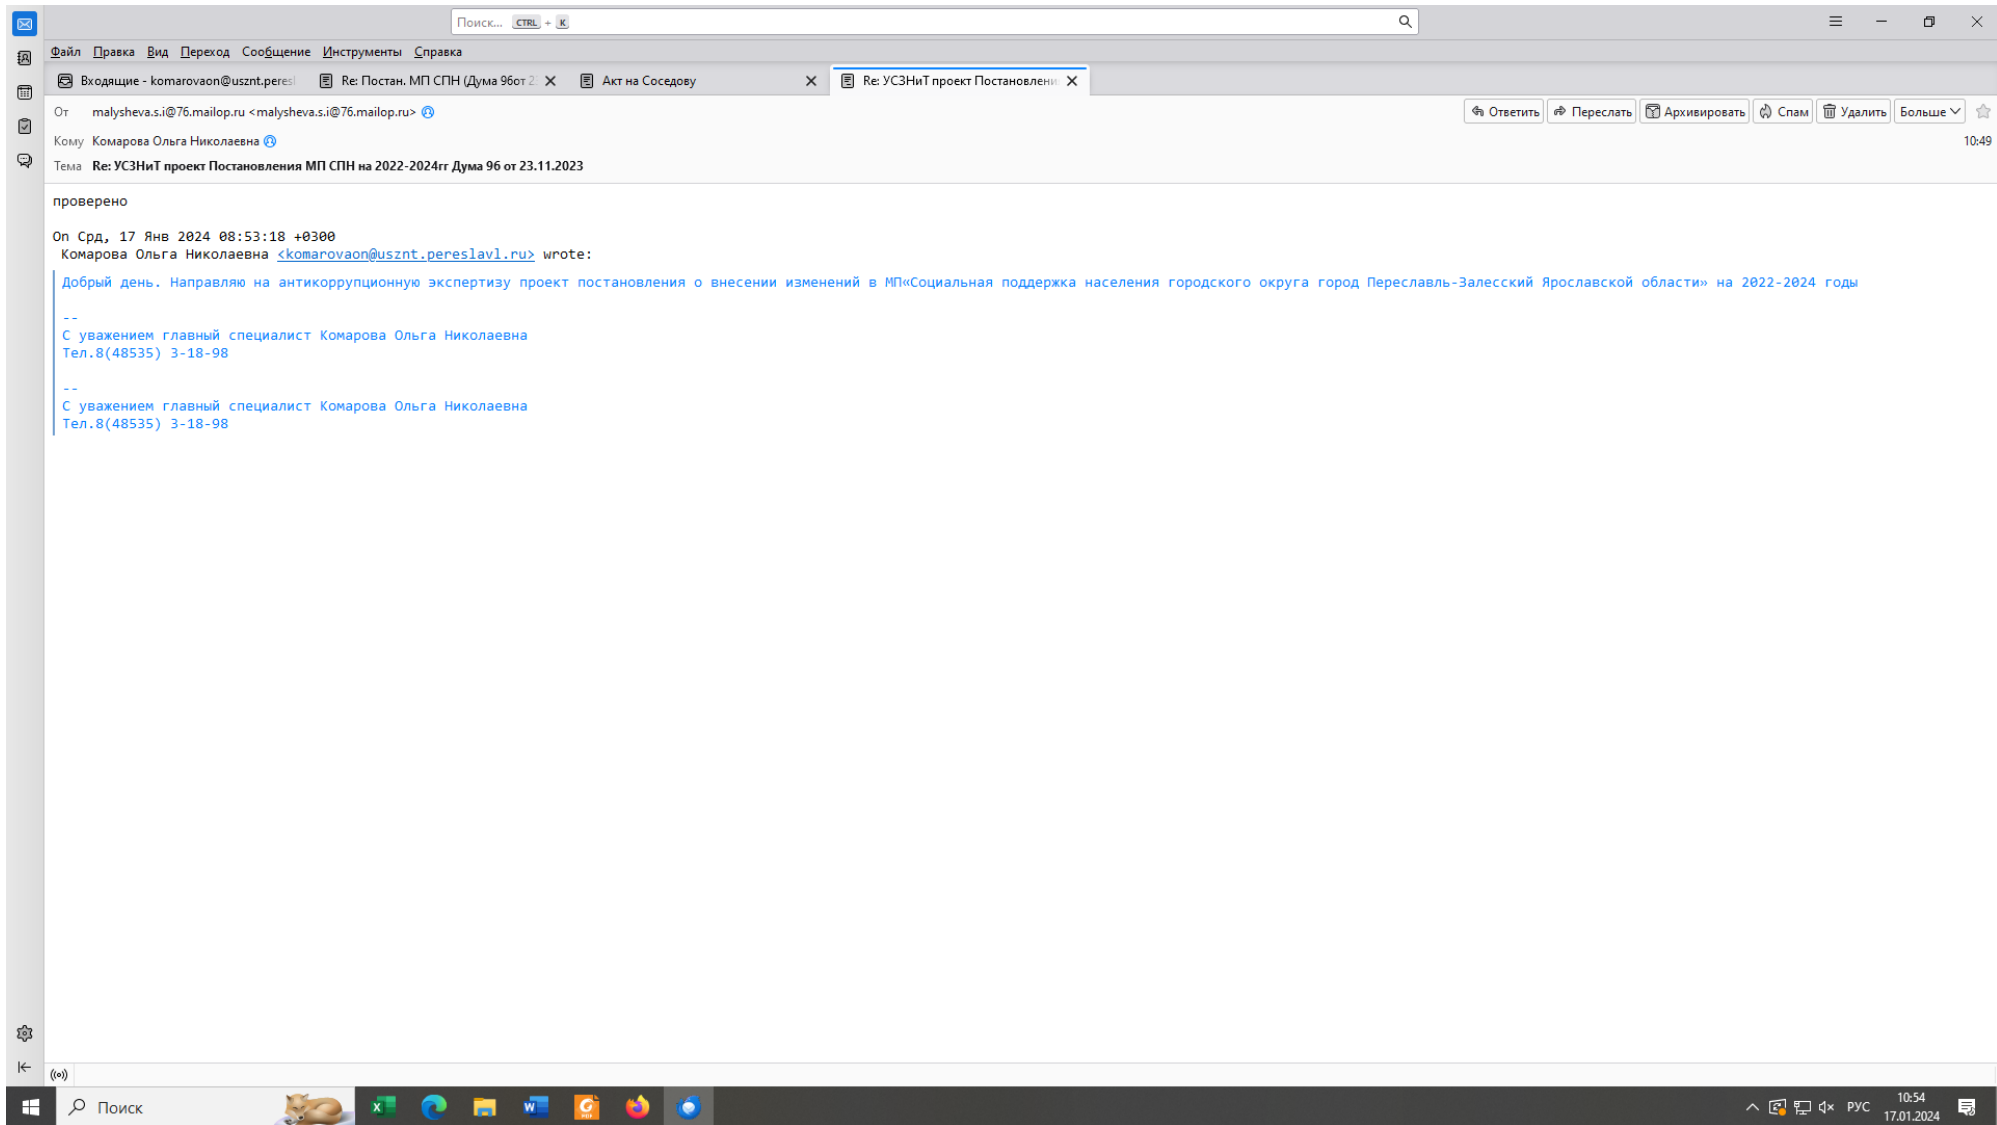 Поиск... CTRL + K
Файл Правка Вид Переход Сообщение Инструменты Справка
Входящие - komarovaon@usznt.peresl Re: Постан. МП СПН (Дума 96от 2 Акт на Соседову Re: УСЗНиТ проект Постановлени
От malysheva.s.i@76.mailop.ru <malysheva.s.i@76.mailop.ru> Ответить Переслать Архивировать Спам Удалить Больше
Кому Комарова Ольга Николаевна 10:49
Тема Re: УСЗНиТ проект Постановления МП СПН на 2022-2024гг Дума 96 от 23.11.2023
проверено
On Срд, 17 Янв 2024 08:53:18 +0300
Комарова Ольга Николаевна <komarovaon@usznt.pereslavl.ru> wrote:
Добрый день. Направляю на антикоррупционную экспертизу проект постановления о внесении изменений в МП«Социальная поддержка населения городского округа город Переславль-Залесский Ярославской области» на 2022-2024 годы
--
С уважением главный специалист Комарова Ольга Николаевна
Тел.8(48535) 3-18-98
--
С уважением главный специалист Комарова Ольга Николаевна
Тел.8(48535) 3-18-98
Поиск РУС 10:54
17.01.2024